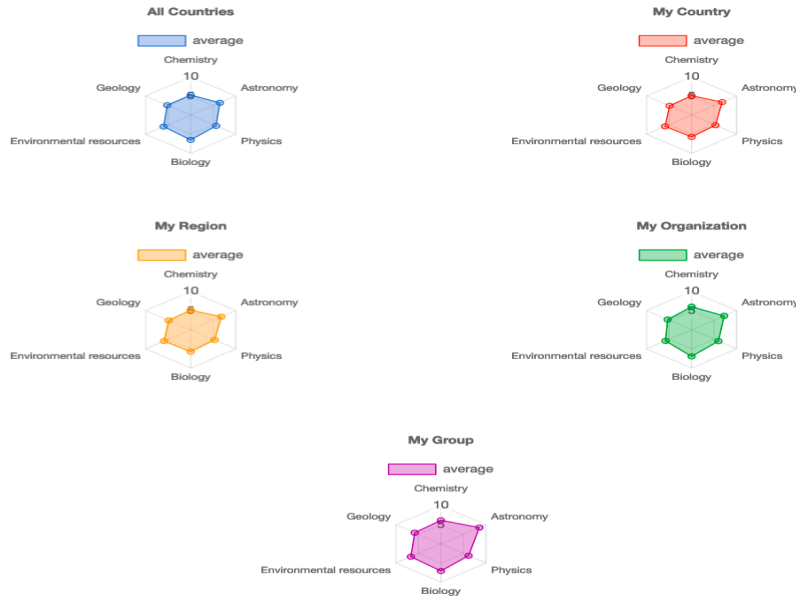 All Countries
average
Chemistry
10
5
Geology
Astronomy
Environmental resources
Physics
Biology
My Country
average
Chemistry
10
5
Geology
Astronomy
Environmental resources
Physics
Biology
My Region
average
Chemistry
10
5
Geology
Astronomy
Environmental resources
Physics
Biology
My Organization
average
Chemistry
10
5
Geology
Astronomy
Environmental resources
Physics
Biology
My Group
average
Chemistry
10
5
Geology
Astronomy
Environmental resources
Physics
Biology